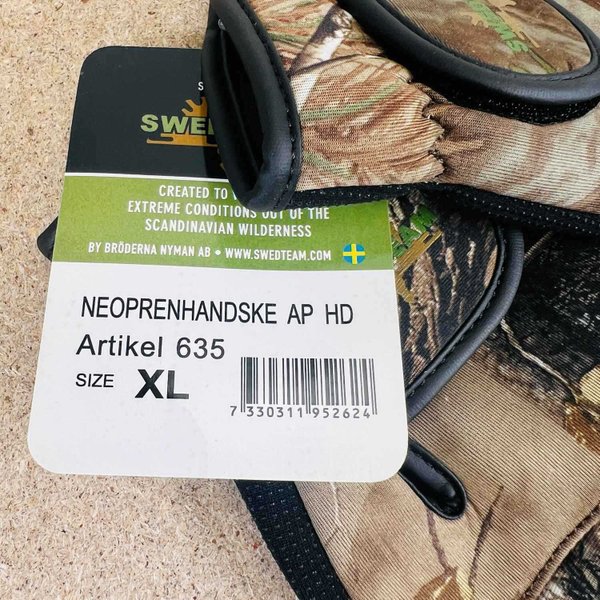 S
SWED
CREATED TO
EXTREME CONDITIONS OUT OF THE
SCANDINAVIAN WILDERNESS
BY BRÖDERNA NYMAN AB • WWW.SWEDTEAM.COM
NEOPRENHANDSKE AP HD
Artikel 635
SIZE XL
7 330311 952624